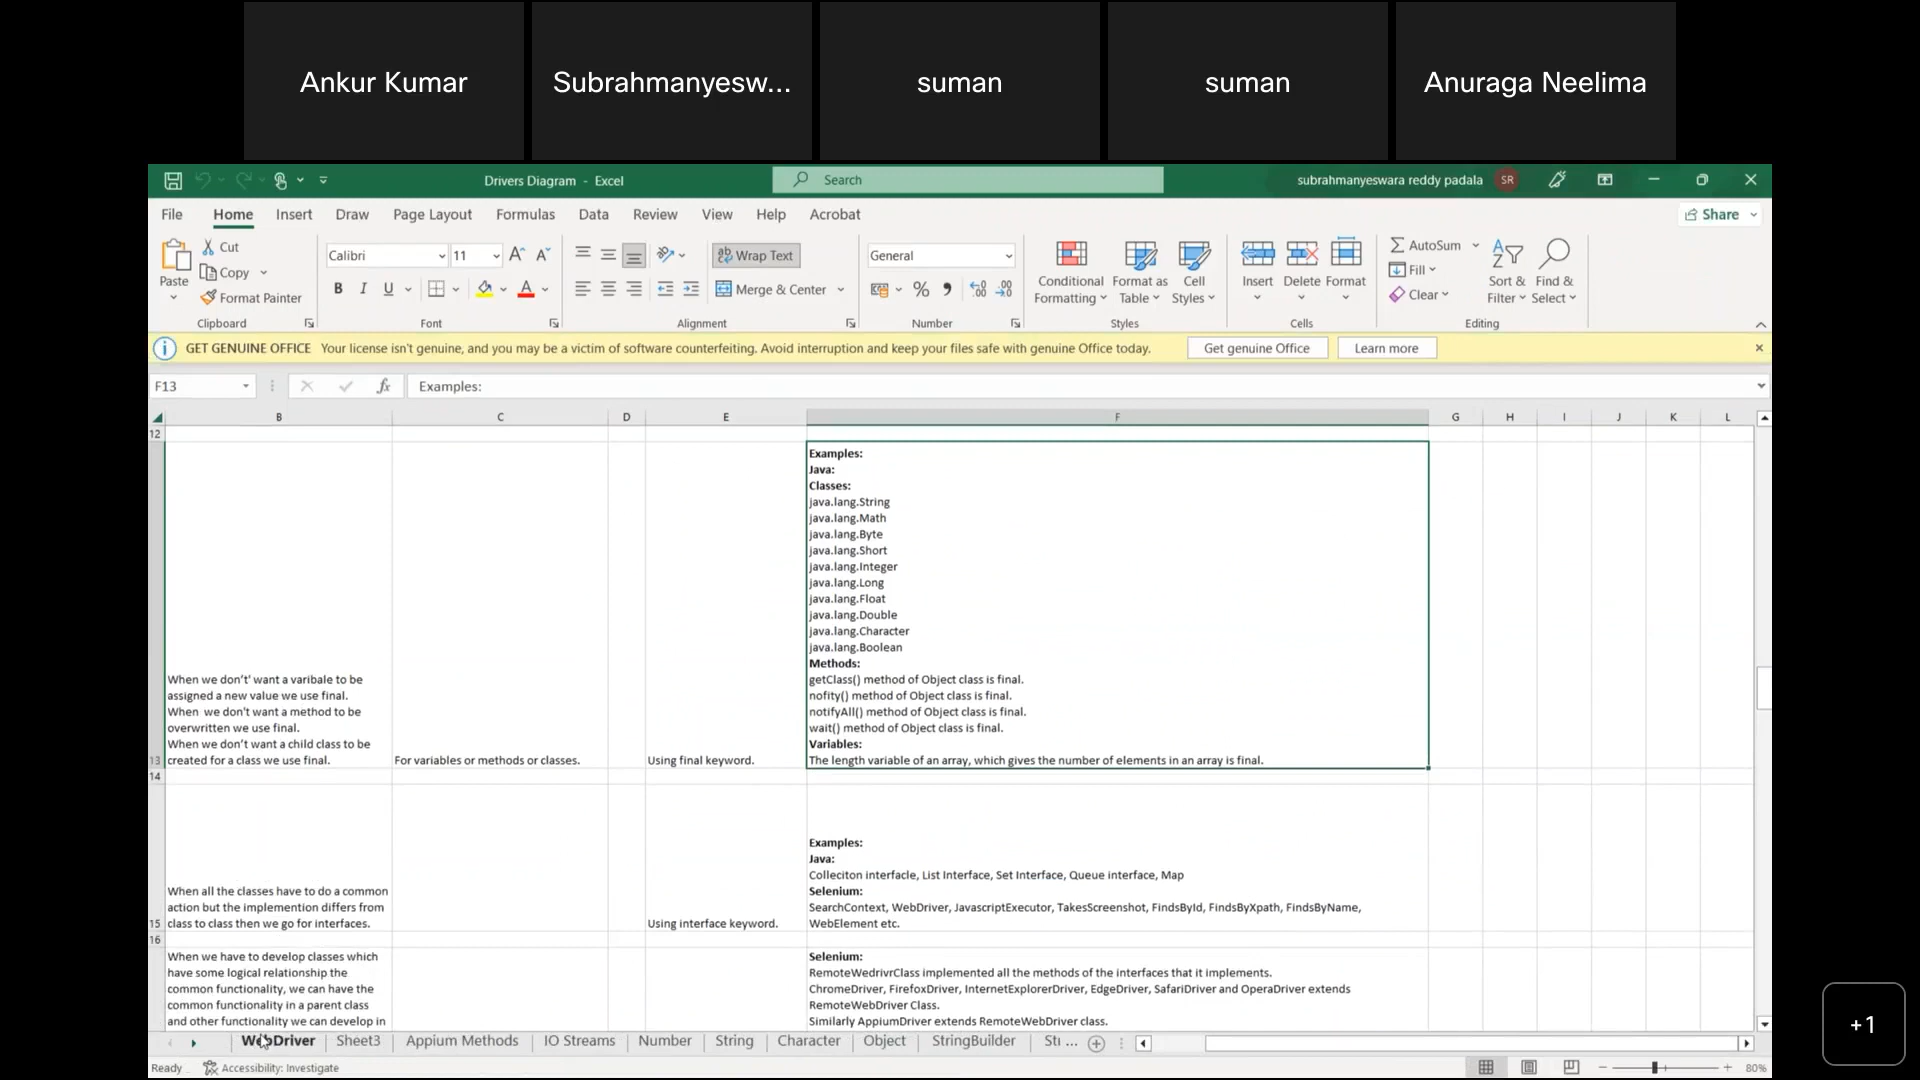 Ankur Kumar
Subrahmanyesw...
suman
suman
Anuraga Neelima
Drivers Diagram - Excel
Search
subrahmanyeswara reddy padala
SR
File Home Insert Draw Page Layout Formulas Data Review View Help Acrobat
Share
Paste
Cut
Copy
Format Painter
Clipboard
Calibri
11
B I U
Font
Wrap Text
Merge & Center
Alignment
General
Number
Conditional Formatting
Format as Table
Cell Styles
Styles
Insert
Delete
Format
Cells
AutoSum
Fill
Clear
Sort & Filter
Find & Select
Editing
GET GENUINE OFFICE Your license isn't genuine, and you may be a victim of software counterfeiting. Avoid interruption and keep your files safe with genuine Office today.
Get genuine Office
Learn more
F13
fx
Examples:
B C D E F G H I J K L
12
13
When we don't' want a varibale to be
assigned a new value we use final.
When we don't want a method to be
overwritten we use final.
When we don't want a child class to be
created for a class we use final.
For variables or methods or classes.
Using final keyword.
Examples:
Java:
Classes:
java.lang.String
java.lang.Math
java.lang.Byte
java.lang.Short
java.lang.Integer
java.lang.Long
java.lang.Float
java.lang.Double
java.lang.Character
java.lang.Boolean
Methods:
getClass() method of Object class is final.
nofity() method of Object class is final.
notifyAll() method of Object class is final.
wait() method of Object class is final.
Variables:
The length variable of an array, which gives the number of elements in an array is final.
14
15
When all the classes have to do a common
action but the implemention differs from
class to class then we go for interfaces.
Using interface keyword.
Examples:
Java:
Colleciton interfacle, List Interface, Set Interface, Queue interface, Map
Selenium:
SearchContext, WebDriver, JavascriptExecutor, TakesScreenshot, FindsById, FindsByXpath, FindsByName,
WebElement etc.
16
When we have to develop classes which
have some logical relationship the
common functionality, we can have the
common functionality in a parent class
and other functionality we can develop in
Selenium:
RemoteWedrivrClass implemented all the methods of the interfaces that it implements.
ChromeDriver, FirefoxDriver, InternetExplorerDriver, EdgeDriver, SafariDriver and OperaDriver extends
RemoteWebDriver Class.
Similarly AppiumDriver extends RemoteWebDriver class.
WebDriver Sheet3 Appium Methods IO Streams Number String Character Object StringBuilder Stı ...
Ready
Accessibility: Investigate
80%
+1